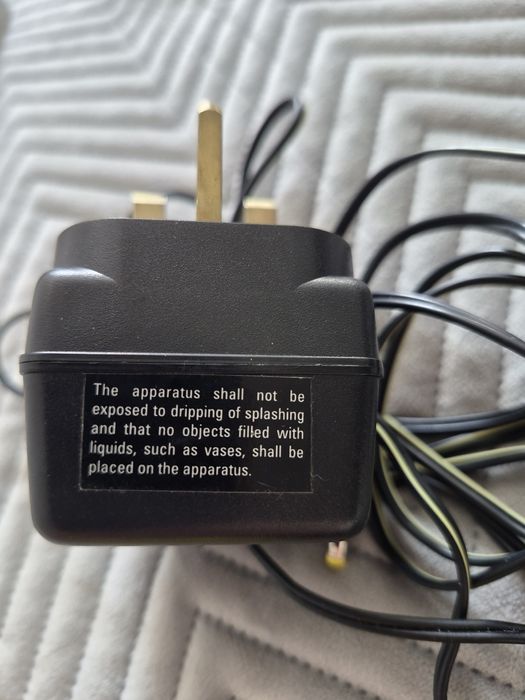 The apparatus shall not be
exposed to dripping of splashing
and that no objects filled with
liquids, such as vases, shall be
placed on the apparatus.